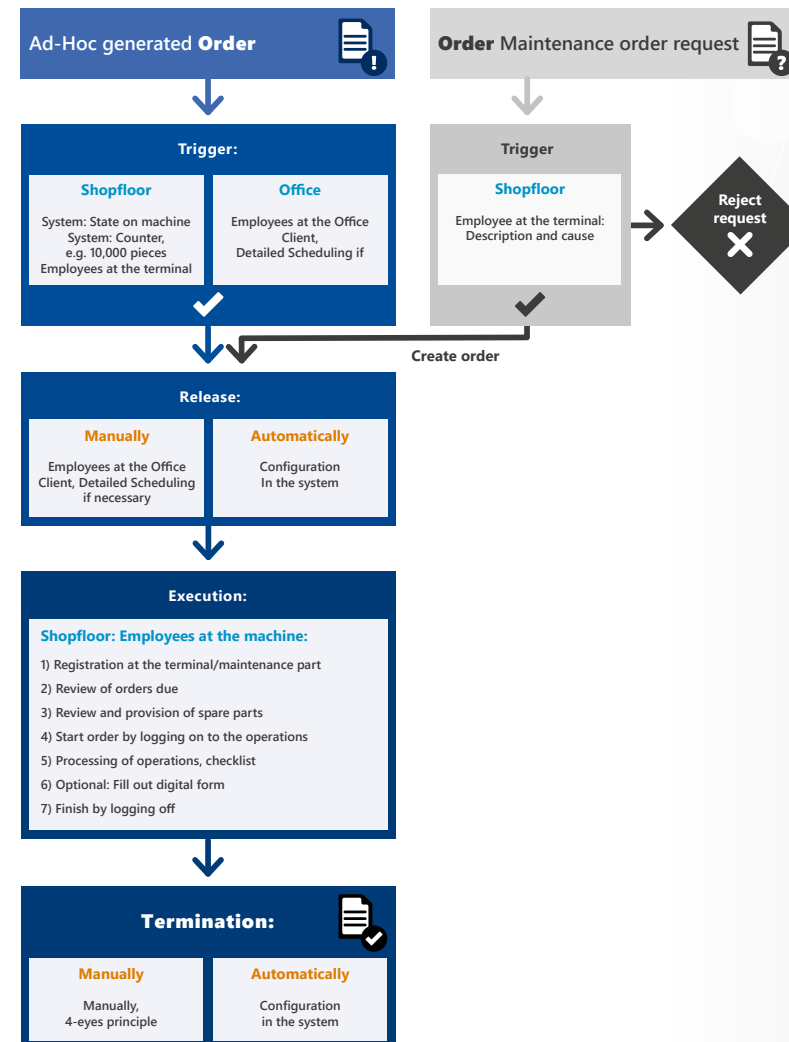 Ad-Hoc generated Order
!
Order Maintenance order request
?
Trigger:
Shopfloor
System: State on machine
System: Counter,
e.g. 10,000 pieces
Employees at the terminal
Office
Employees at the Office
Client,
Detailed Scheduling if
Trigger
Shopfloor
Employee at the terminal:
Description and cause
Reject
request
Create order
Release:
Manually
Employees at the Office
Client, Detailed Scheduling
if necessary
Automatically
Configuration
In the system
Execution:
Shopfloor: Employees at the machine:
1) Registration at the terminal/maintenance part
2) Review of orders due
3) Review and provision of spare parts
4) Start order by logging on to the operations
5) Processing of operations, checklist
6) Optional: Fill out digital form
7) Finish by logging off
Termination:
Manually
Manually,
4-eyes principle
Automatically
Configuration
in the system